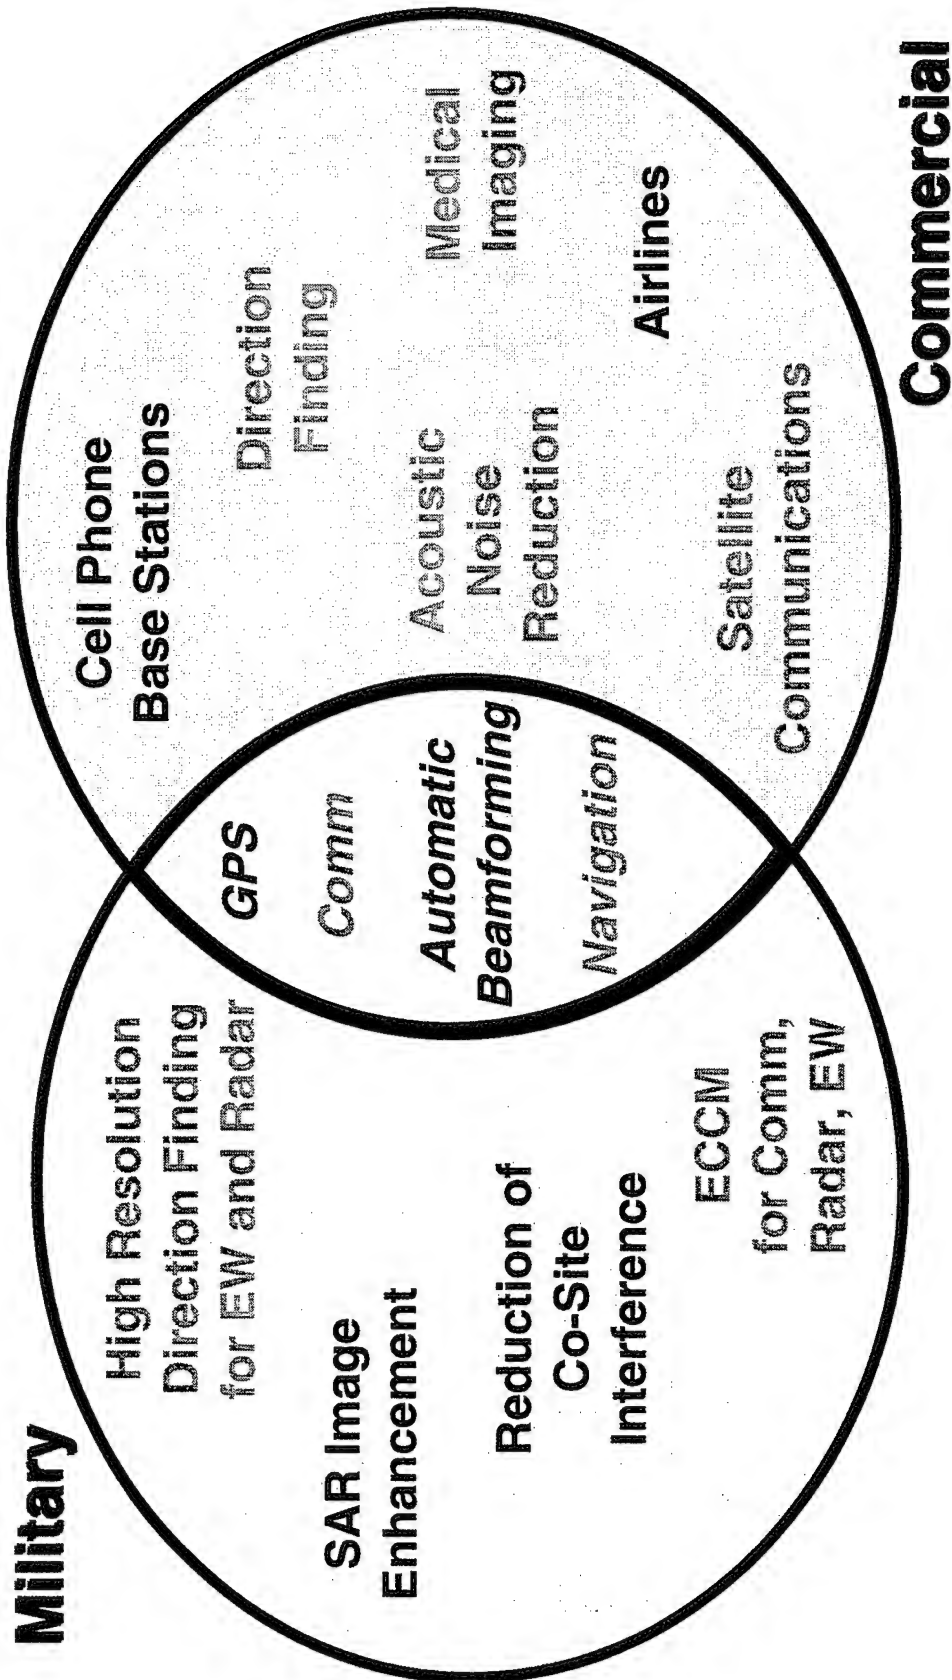 Military
High Resolution
Direction Finding
for EW and Radar
SAR Image
Enhancement
Reduction of
Co-Site
Interference
ECCM
for Comm,
Radar, EW
GPS
Comm
Automatic
Beamforming
Navigation
Cell Phone
Base Stations
Direction
Finding
Acoustic
Noise
Reduction
Medical
Imaging
Airlines
Satellite
Communications
Commercial